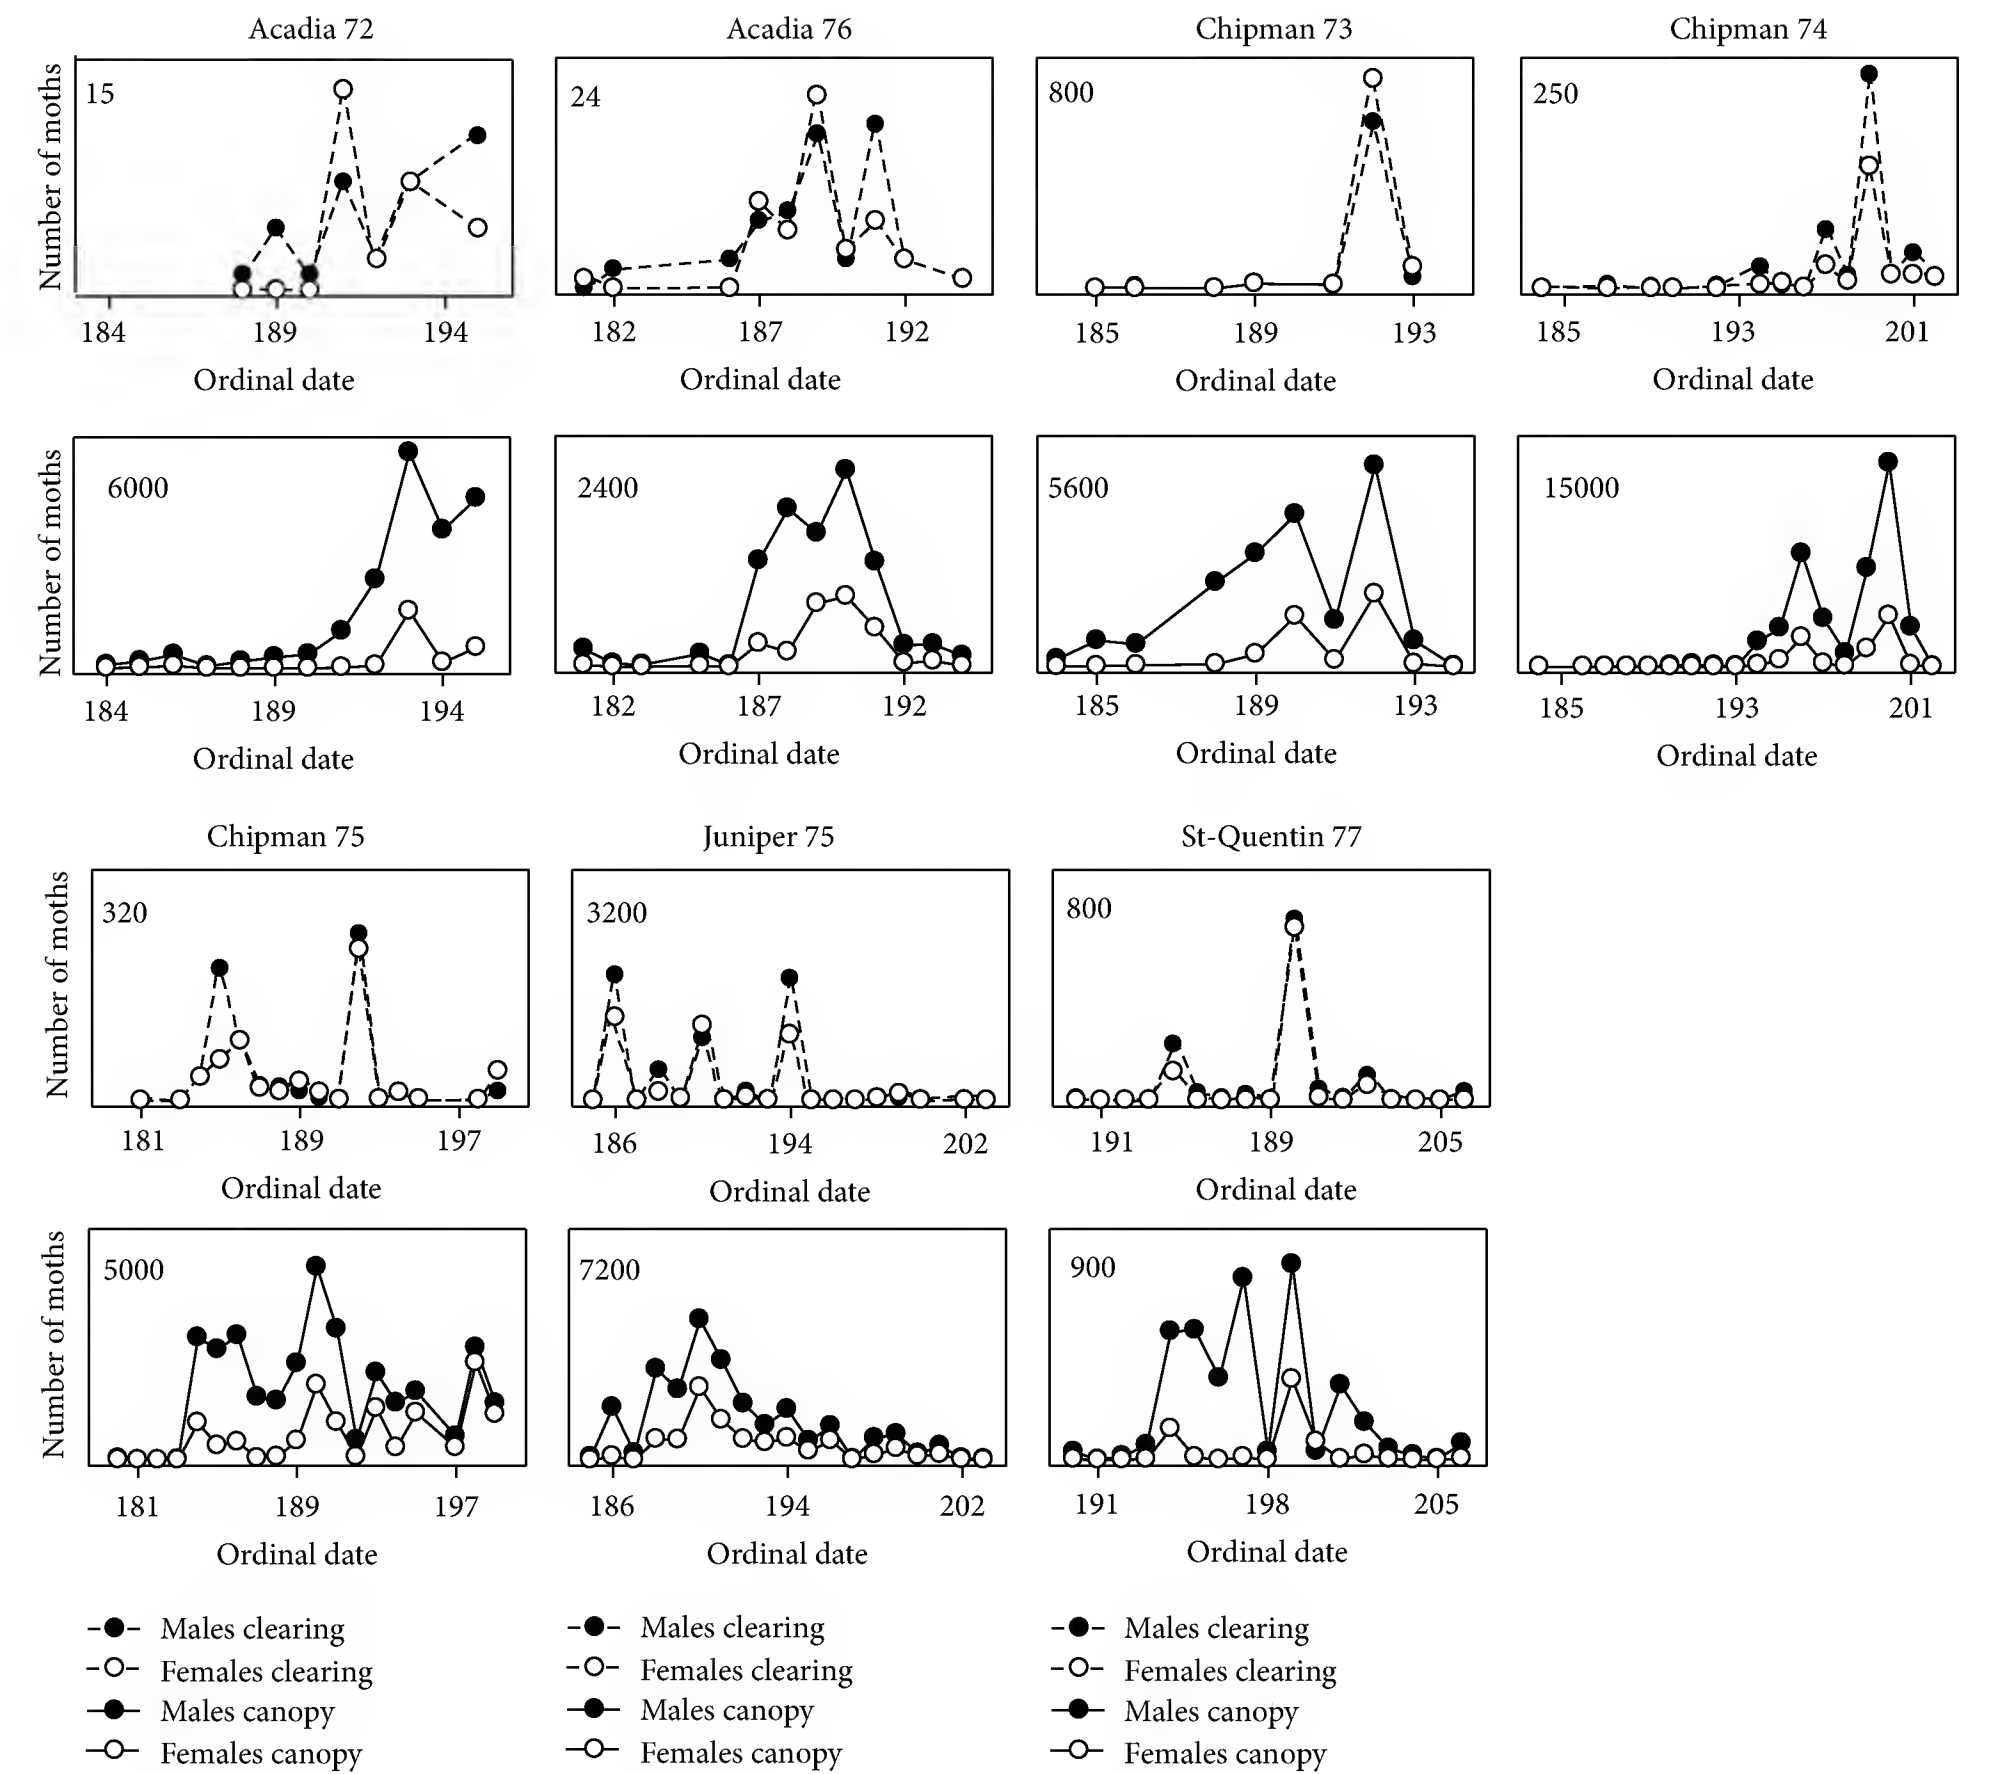 Acadia 72 Acadia 76 Chipman 73 Chipman 74
Number of moths
15 24 800 250
184 189 194 182 187 192 185 189 193 185 193 201
Ordinal date Ordinal date Ordinal date Ordinal date
Number of moths
6000 2400 5600 15000
184 189 194 182 187 192 185 189 193 185 193 201
Ordinal date Ordinal date Ordinal date Ordinal date
Chipman 75 Juniper 75 St-Quentin 77
Number of moths
320 3200 800
181 189 197 186 194 202 191 189 205
Ordinal date Ordinal date Ordinal date
Number of moths
5000 7200 900
181 189 197 186 194 202 191 198 205
Ordinal date Ordinal date Ordinal date
Males clearing Males clearing Males clearing
Females clearing Females clearing Females clearing
Males canopy Males canopy Males canopy
Females canopy Females canopy Females canopy